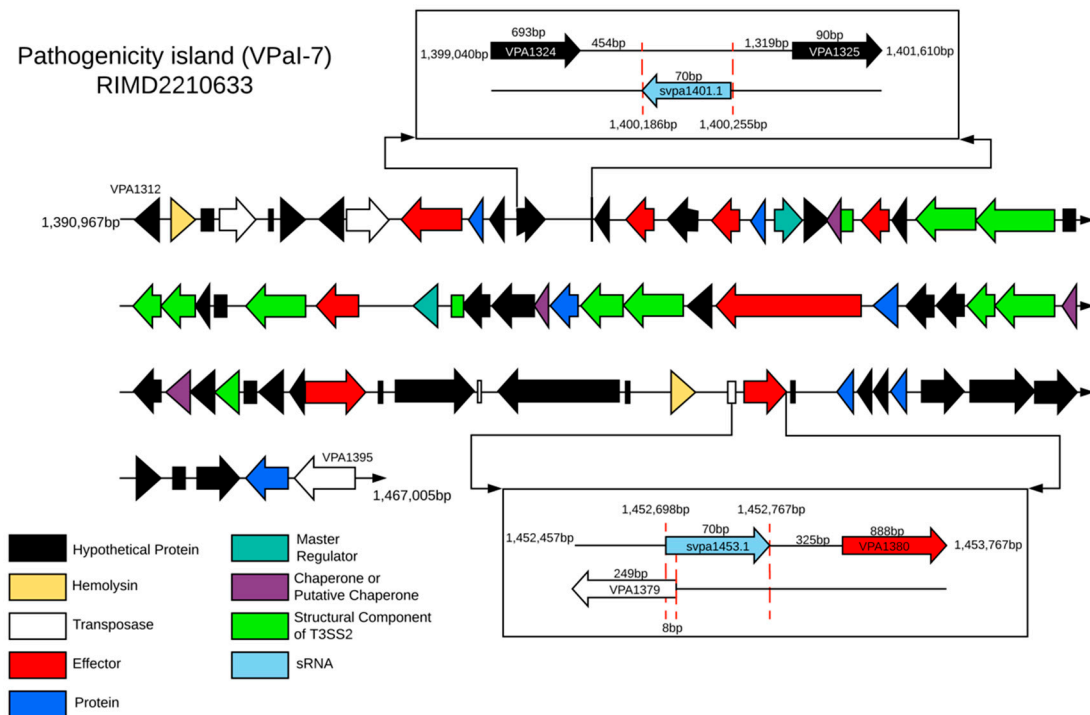 Pathogenicity island (VPaI-7)
RIMD2210633
693bp
90bp
1,399,040bp
VPA1324
454bp
1,319bp
VPA1325
1,401,610bp
70bp
svpa1401.1
1,400,186bp
1,400,255bp
VPA1312
1,390,967bp
VPA1395
1,467,005bp
1,452,698bp
1,452,767bp
1,452,457bp
70bp
svpa1453.1
325bp
888bp
VPA1380
1,453,767bp
249bp
VPA1379
8bp
Hypothetical Protein
Hemolysin
Transposase
Effector
Protein
Master
Regulator
Chaperone or
Putative Chaperone
Structural Component
of T3SS2
sRNA